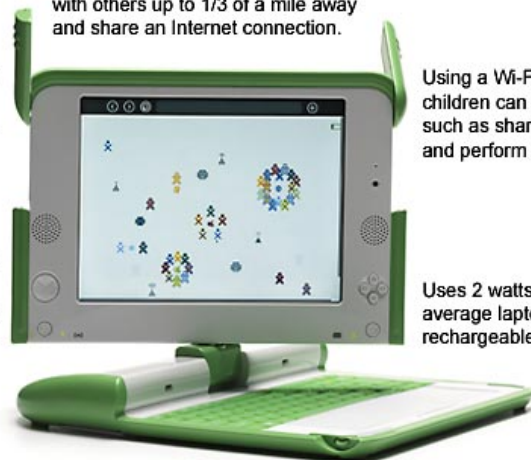 with others up to 1/3 of a mile away
and share an Internet connection.
Using a Wi-F
children can
such as shar
and perform
Uses 2 watts
average lapt
rechargeable